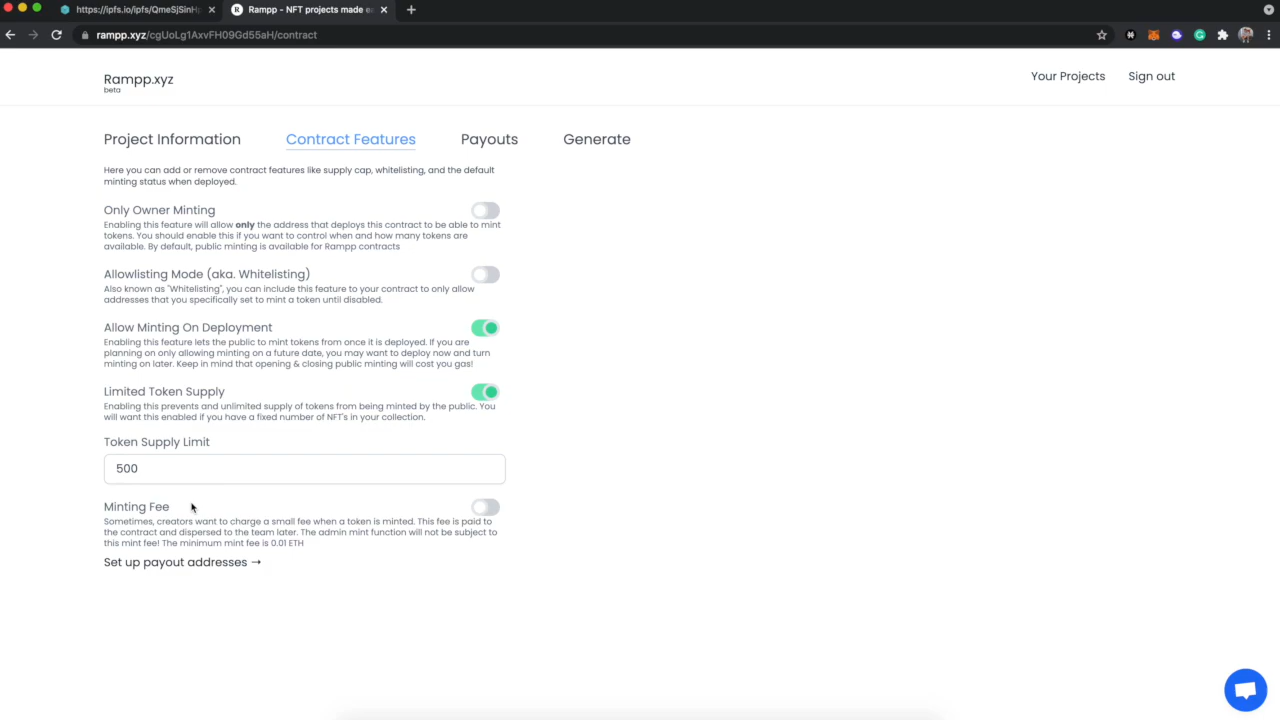 https://ipfs.io/ipfs/QmeSjSinH
Rampp - NFT projects made e
rampp.xyz/cgUoLg1AxvFH09Gd55aH/contract
Rampp.xyz
beta
Your Projects
Sign out
Project Information
Contract Features
Payouts
Generate
Here you can add or remove contract features like supply cap, whitelisting, and the default
minting status when deployed.
Only Owner Minting
Enabling this feature will allow only the address that deploys this contract to be able to mint
tokens. You should enable this if you want to control when and how many tokens are
available. By default, public minting is available for Rampp contracts
Allowlisting Mode (aka. Whitelisting)
Also known as "Whitelisting", you can include this feature to your contract to only allow
addresses that you specifically set to mint a token until disabled.
Allow Minting On Deployment
Enabling this feature lets the public to mint tokens from once it is deployed. If you are
planning on only allowing minting on a future date, you may want to deploy now and turn
minting on later. Keep in mind that opening & closing public minting will cost you gas!
Limited Token Supply
Enabling this prevents and unlimited supply of tokens from being minted by the public. You
will want this enabled if you have a fixed number of NFT's in your collection.
Token Supply Limit
500
Minting Fee
Sometimes, creators want to charge a small fee when a token is minted. This fee is paid to
the contract and dispersed to the team later. The admin mint function will not be subject to
this mint fee! The minimum mint fee is 0.01 ETH
Set up payout addresses →